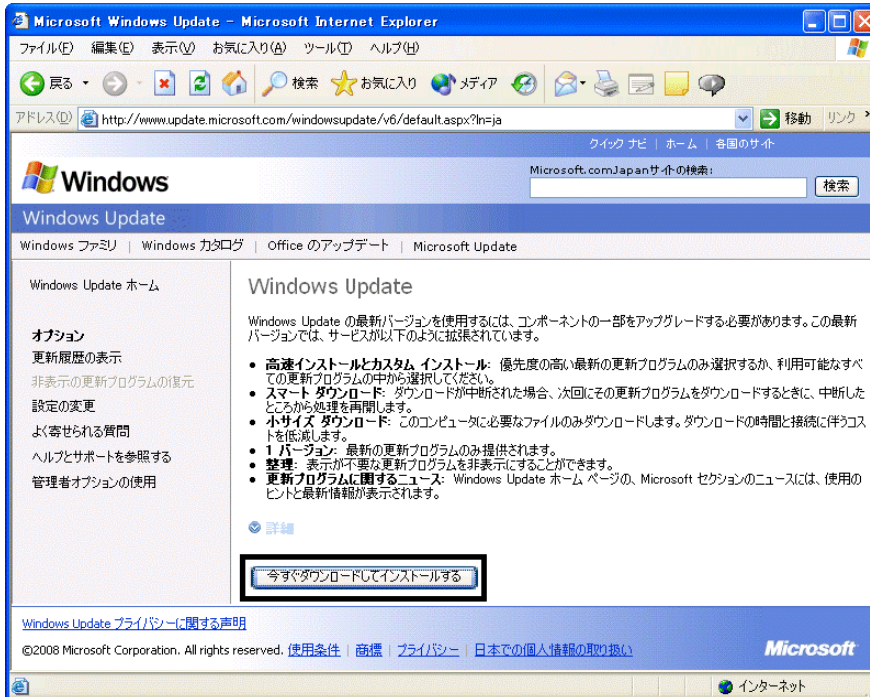 Microsoft Windows Update - Microsoft Internet Explorer
ファイル(F) 編集(E) 表示(V) お気に入り(A) ツール(T) ヘルプ(H)
戻る 検索 お気に入り メディア
アドレス(D) http://www.update.microsoft.com/windowsupdate/v6/default.aspx?ln=ja 移動 リンク »
クイック ナビ | ホーム | 各国のサイト
Windows
Microsoft.comJapanサイトの検索:
検索
Windows Update
Windows ファミリ | Windows カタログ | Office のアップデート | Microsoft Update
Windows Update ホーム
オプション
更新履歴の表示
非表示の更新プログラムの復元
設定の変更
よく寄せられる質問
ヘルプとサポートを参照する
管理者オプションの使用
Windows Update
Windows Update の最新バージョンを使用するには、コンポーネントの一部をアップグレードする必要があります。この最新
バージョンでは、サービスが以下のように拡張されています。
• 高速インストールとカスタム インストール: 優先度の高い最新の更新プログラムのみ選択するか、利用可能なすべ
ての更新プログラムの中から選択してください。
• スマート ダウンロード: ダウンロードが中断された場合、次回にその更新プログラムをダウンロードするときに、中断した
ところから処理を再開します。
• 小サイズ ダウンロード: このコンピュータに必要なファイルのみダウンロードします。ダウンロードの時間と接続に伴うコス
トを低減します。
• 1 バージョン: 最新の更新プログラムのみ提供されます。
• 整理: 表示が不要な更新プログラムを非表示にすることができます。
• 更新プログラムに関するニュース: Windows Update ホーム ページの、Microsoft セクションのニュースには、使用の
ヒントと最新情報が表示されます。
詳細
今すぐダウンロードしてインストールする
Windows Update プライバシーに関する声明
©2008 Microsoft Corporation. All rights reserved. 使用条件 | 商標 | プライバシー | 日本での個人情報の取り扱い
Microsoft
インターネット